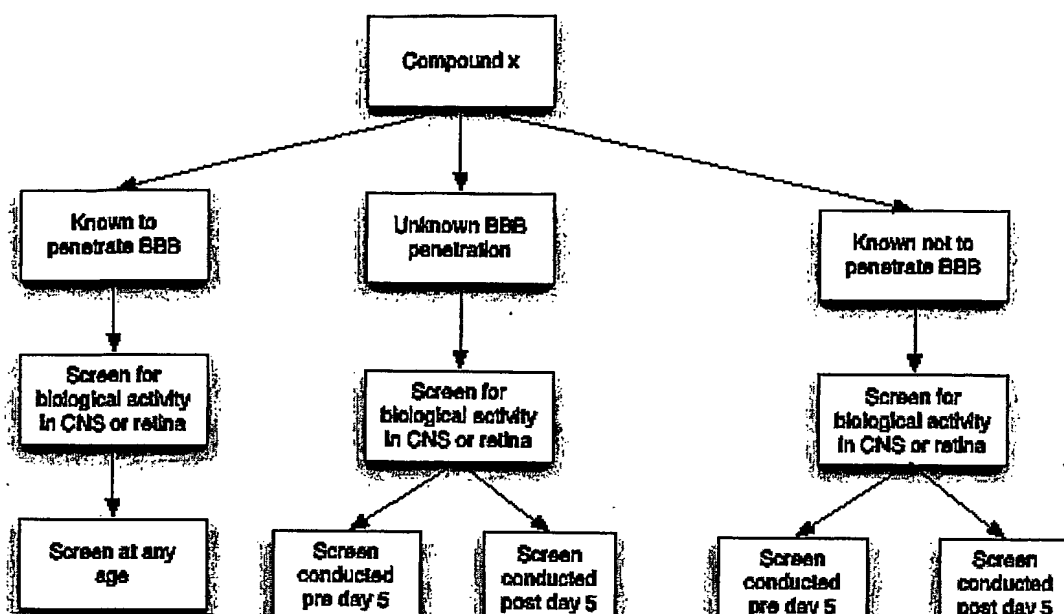 Compound x
Known to
penetrate BBB
Unknown BBB
penetration
Known not to
penetrate BBB
Screen for
biological activity
in CNS or retina
Screen for
biological activity
in CNS or retina
Screen for
biological activity
in CNS or retina
Screen at any
age
Screen
conducted
pre day 5
Screen
conducted
post day 5
Screen
conducted
pre day 5
Screen
conducted
post day 5